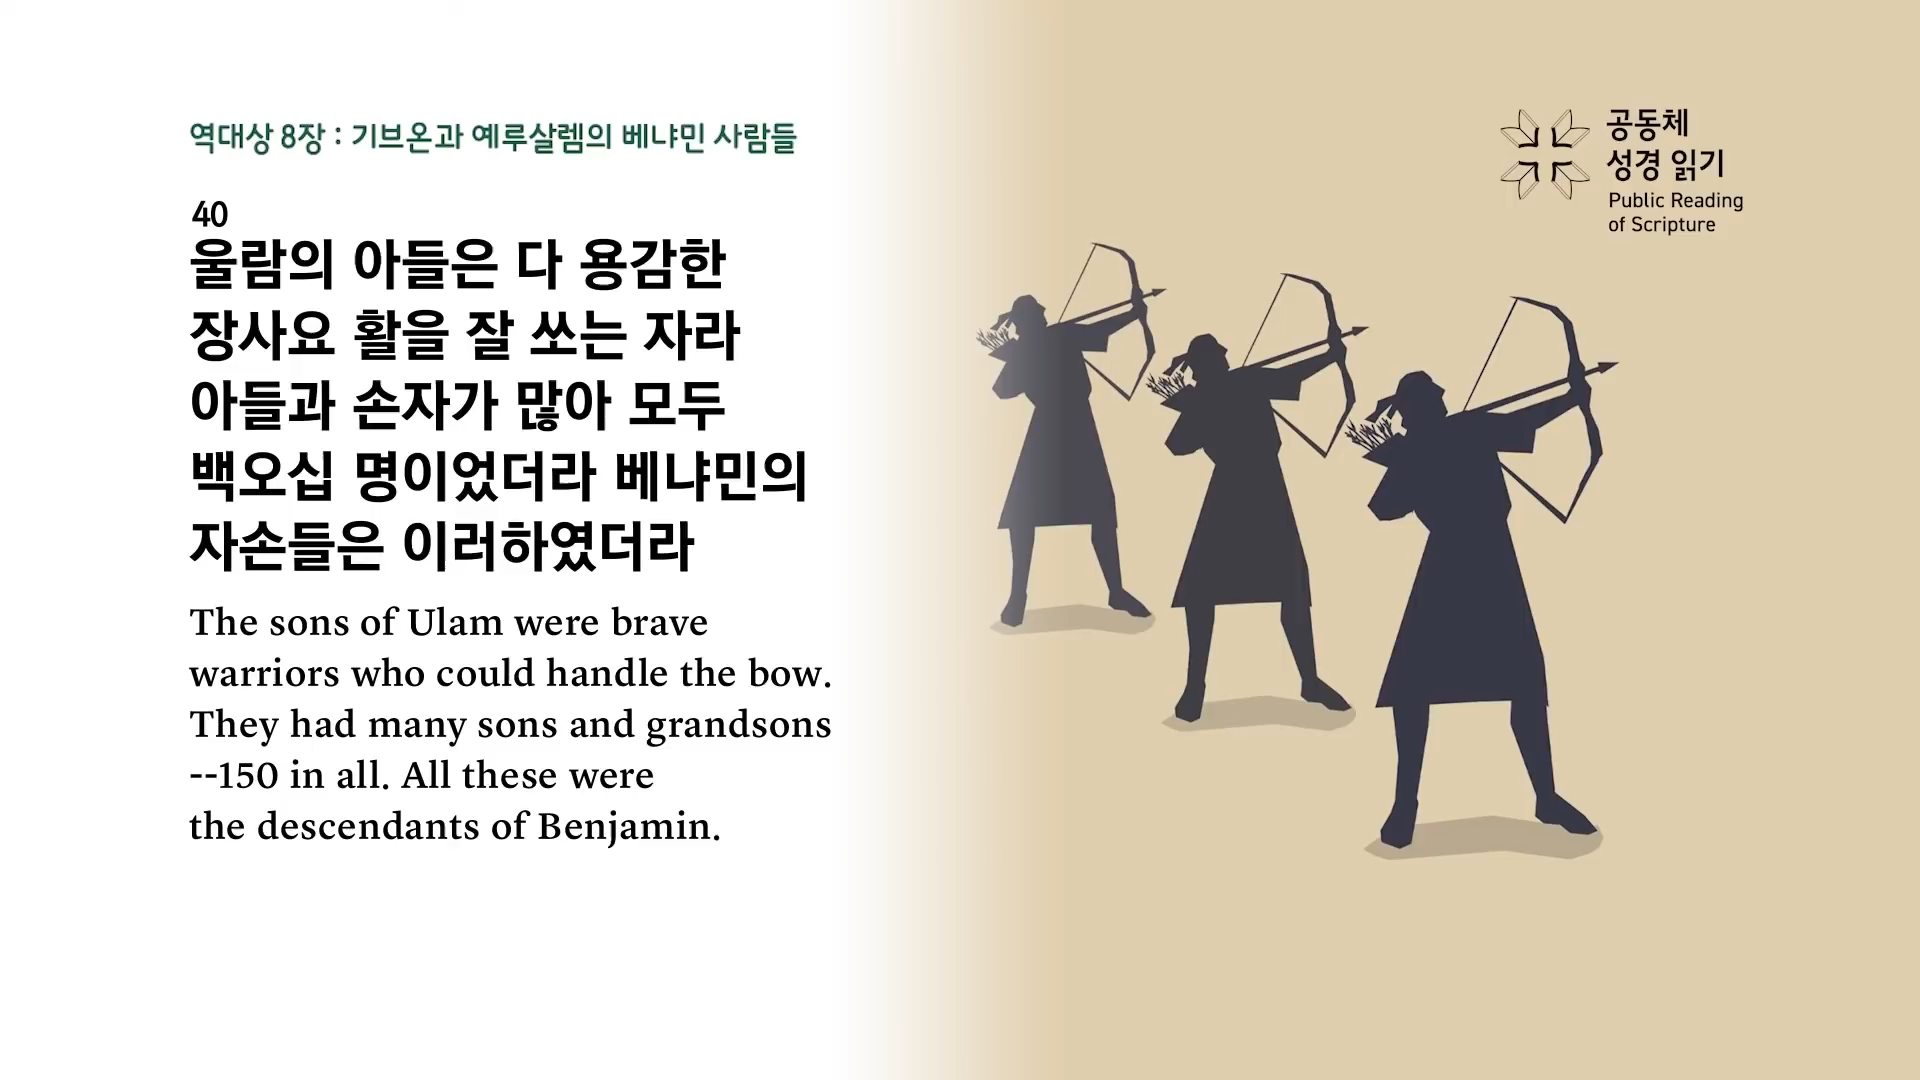 역대상 8장 : 기브온과 예루살렘의 베냐민 사람들
40
울람의 아들은 다 용감한
장사요 활을 잘 쏘는 자라
아들과 손자가 많아 모두
백오십 명이었더라 베냐민의
자손들은 이러하였더라
The sons of Ulam were brave
warriors who could handle the bow.
They had many sons and grandsons
--150 in all. All these were
the descendants of Benjamin.
공동체
성경 읽기
Public Reading
of Scripture